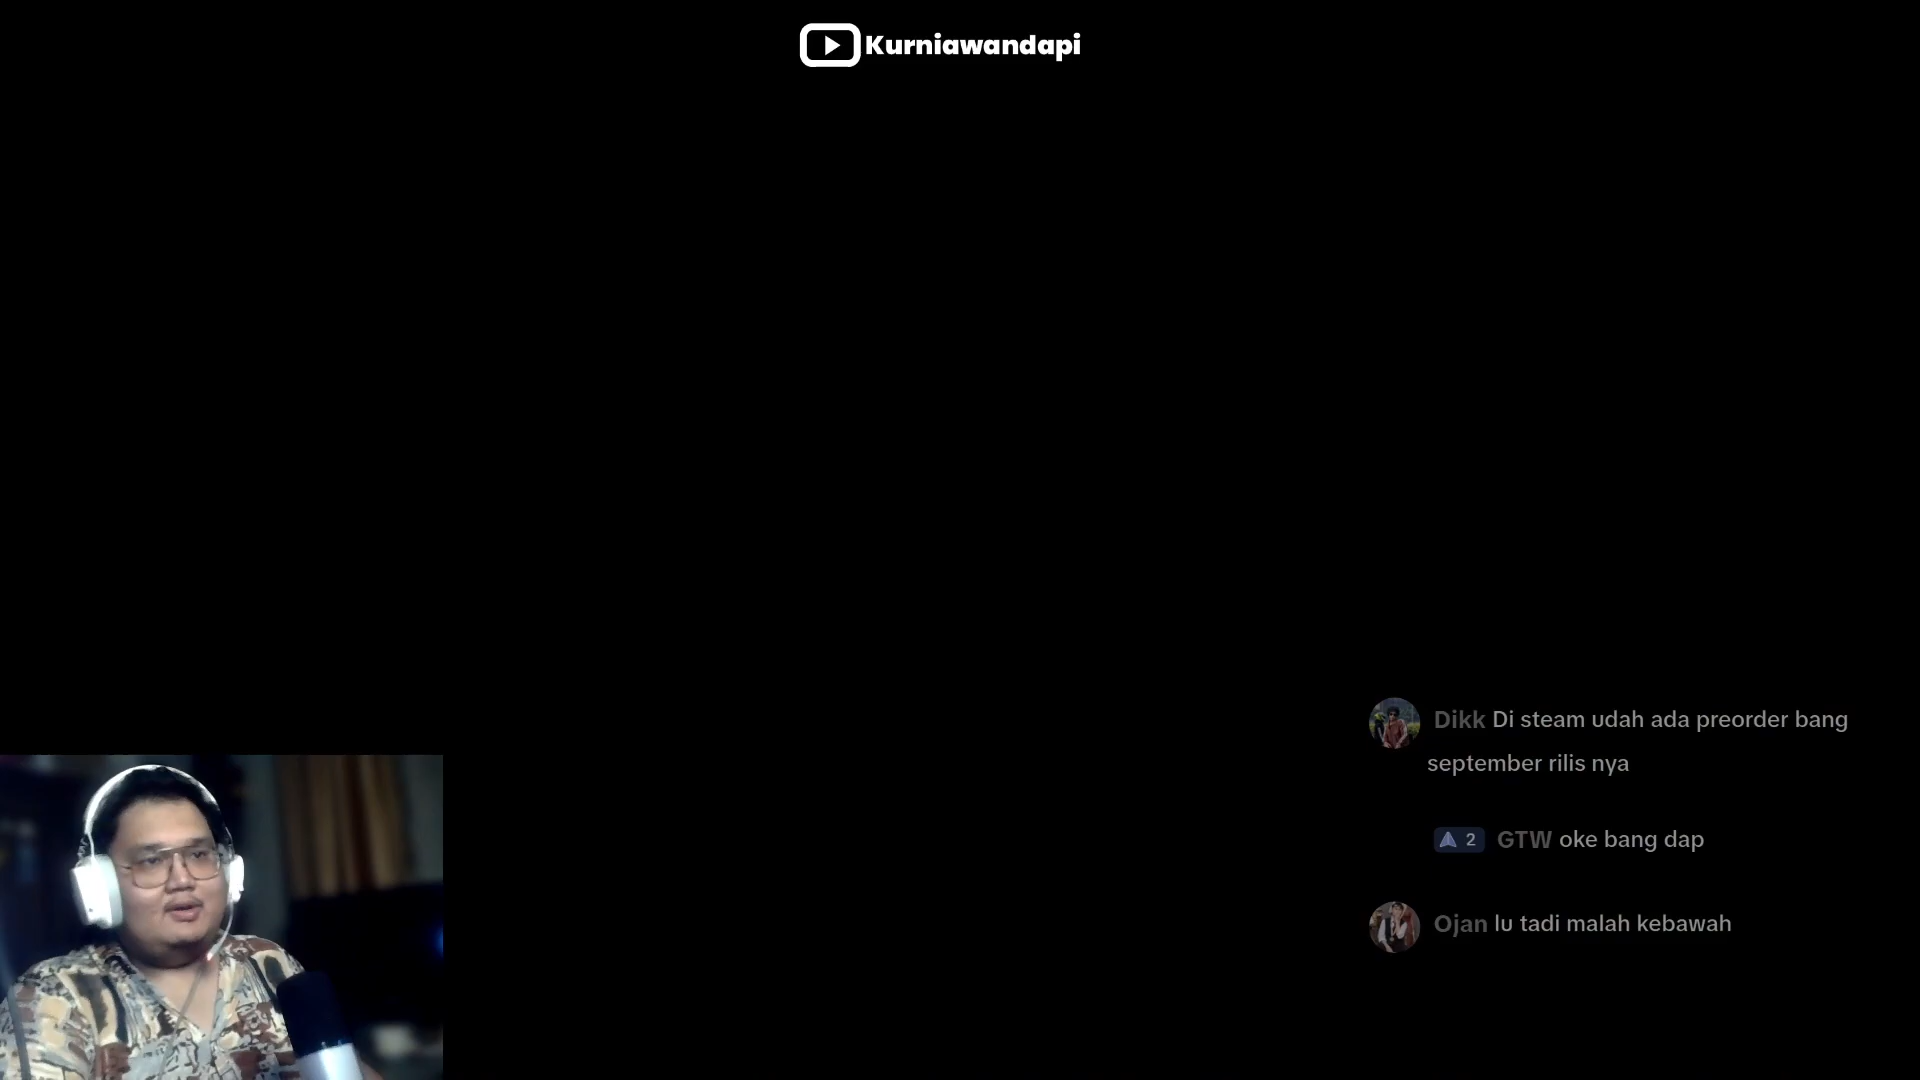 Kurniawandapi
Dikk Di steam udah ada preorder bang
september rilis nya
2 GTW oke bang dap
Ojan lu tadi malah kebawah